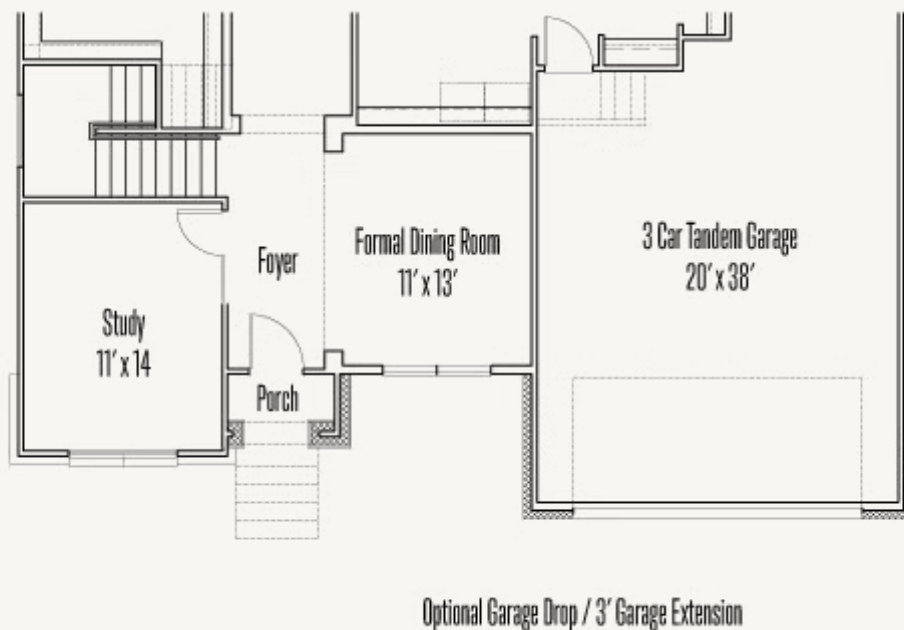 Foyer
Formal Dining Room
11' x 13'
3 Car Tandem Garage
20' x 38'
Study
11' x 14
Porch
Optional Garage Drop / 3' Garage Extension